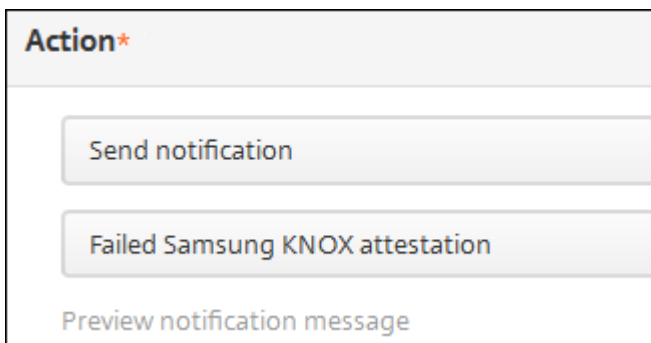 Action*
Send notification
Failed Samsung KNOX attestation
Preview notification message